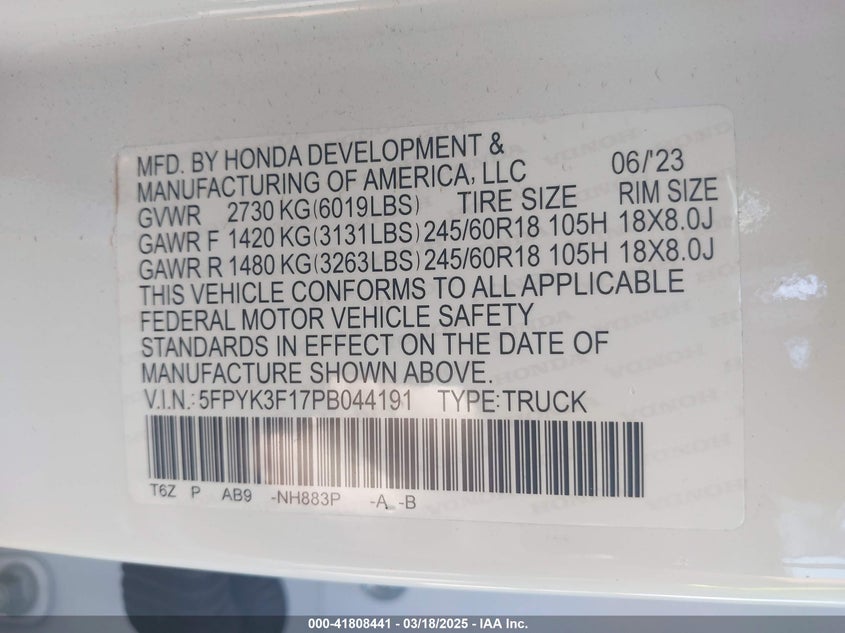 MFD. BY HONDA DEVELOPMENT & 06/'23
MANUFACTURING OF AMERICA, LLC
GVWR 2730 KG(6019LBS) TIRE SIZE RIM SIZE
GAWR F 1420 KG(3131LBS) 245/60R18 105H 18X8.0J
GAWR R 1480 KG(3263LBS) 245/60R18 105H 18X8.0J
THIS VEHICLE CONFORMS TO ALL APPLICABLE
FEDERAL MOTOR VEHICLE SAFETY
STANDARDS IN EFFECT ON THE DATE OF
MANUFACTURE SHOWN ABOVE.
V.I.N.: 5FPYK3F17PB044191 TYPE: TRUCK
T6Z P AB9 -NH883P -A_-B
000-41808441 - 03/18/2025 - IAA Inc.